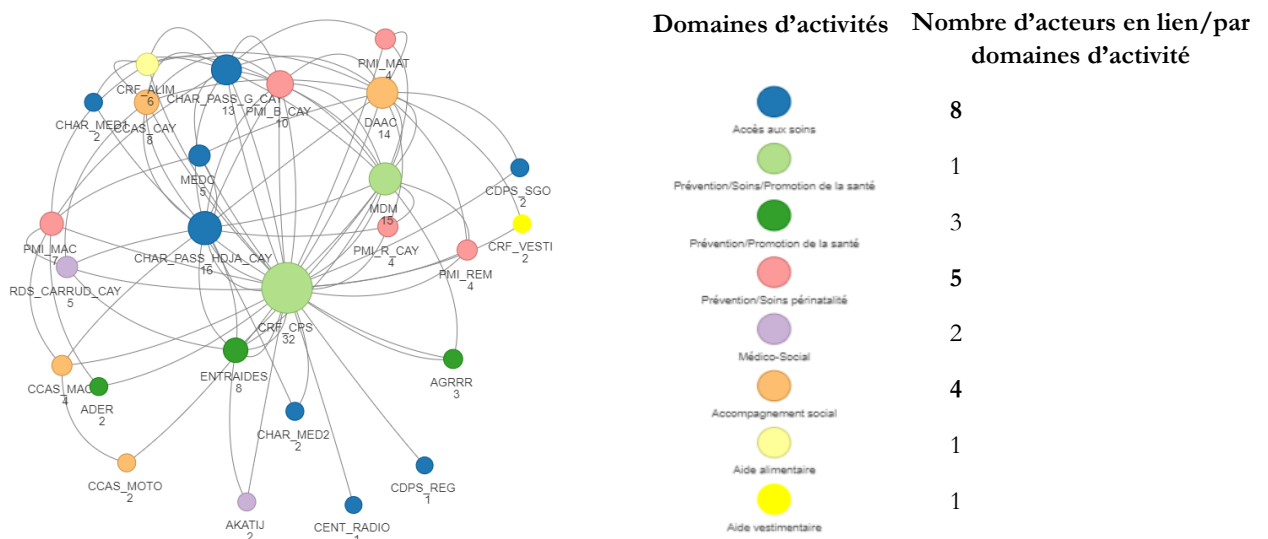 PMI_MAT
4
CRF_ALIM
6
CHAR_PASS_G_CAY
13
PMI_B_CAY
10
CHAR_MED1
2
CCAS_CAY
8
DAAC
14
MEDC
5
CDPS_SGO
2
MDM
15
PMI_MAC
7
CHAR_PASS_HDJA_CAY
16
PMI_R_CAY
4
CRF_VESTI
2
PMI_REM
4
RDS_CARRUD_CAY
5
CRF_CPS
32
ENTRAIDES
8
AGRRR
3
CCAS_MAC
4
ADER
2
CHAR_MED2
2
CCAS_MOTO
2
CDPS_REG
1
AKATIJ
2
CENT_RADIO
1
Domaines d’activités
Nombre d’acteurs en lien/par
domaines d’activité
Accès aux soins
8
Prévention/Soins/Promotion de la santé
1
Prévention/Promotion de la santé
3
Prévention/Soins périnatalité
5
Médico-Social
2
Accompagnement social
4
Aide alimentaire
1
Aide vestimentaire
1